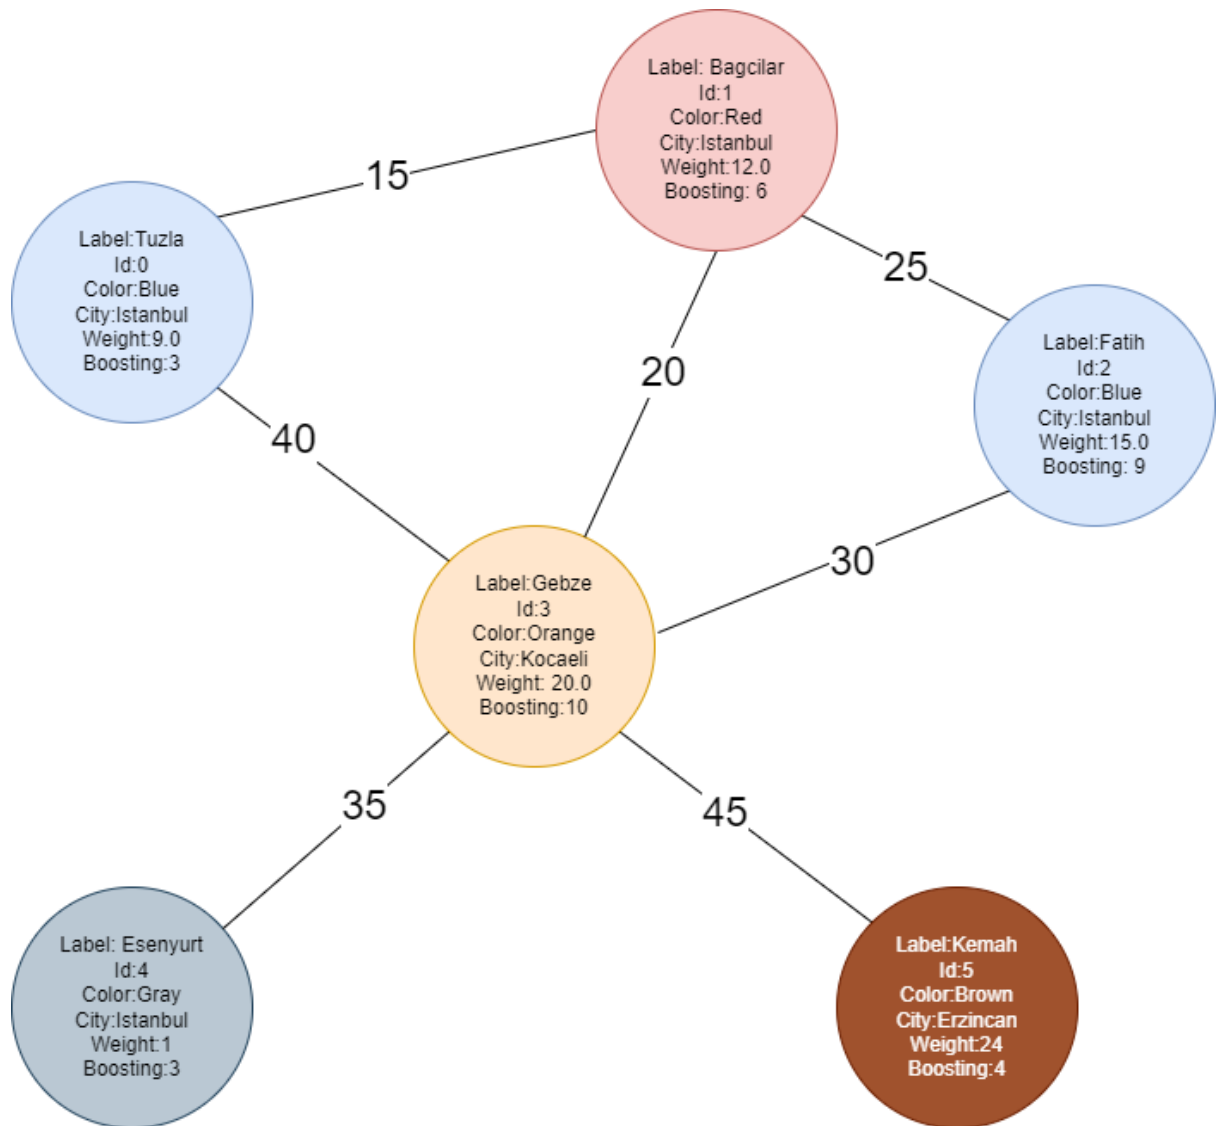 Label: Bagcilar
Id:1
Color:Red
City:Istanbul
Weight:12.0
Boosting: 6
15
25
Label:Tuzla
Id:0
Color:Blue
City:Istanbul
Weight:9.0
Boosting:3
20
Label:Fatih
Id:2
Color:Blue
City:Istanbul
Weight:15.0
Boosting: 9
40
30
Label:Gebze
Id:3
Color:Orange
City:Kocaeli
Weight: 20.0
Boosting:10
35
45
Label: Esenyurt
Id:4
Color:Gray
City:Istanbul
Weight:1
Boosting:3
Label:Kemah
Id:5
Color:Brown
City:Erzincan
Weight:24
Boosting:4